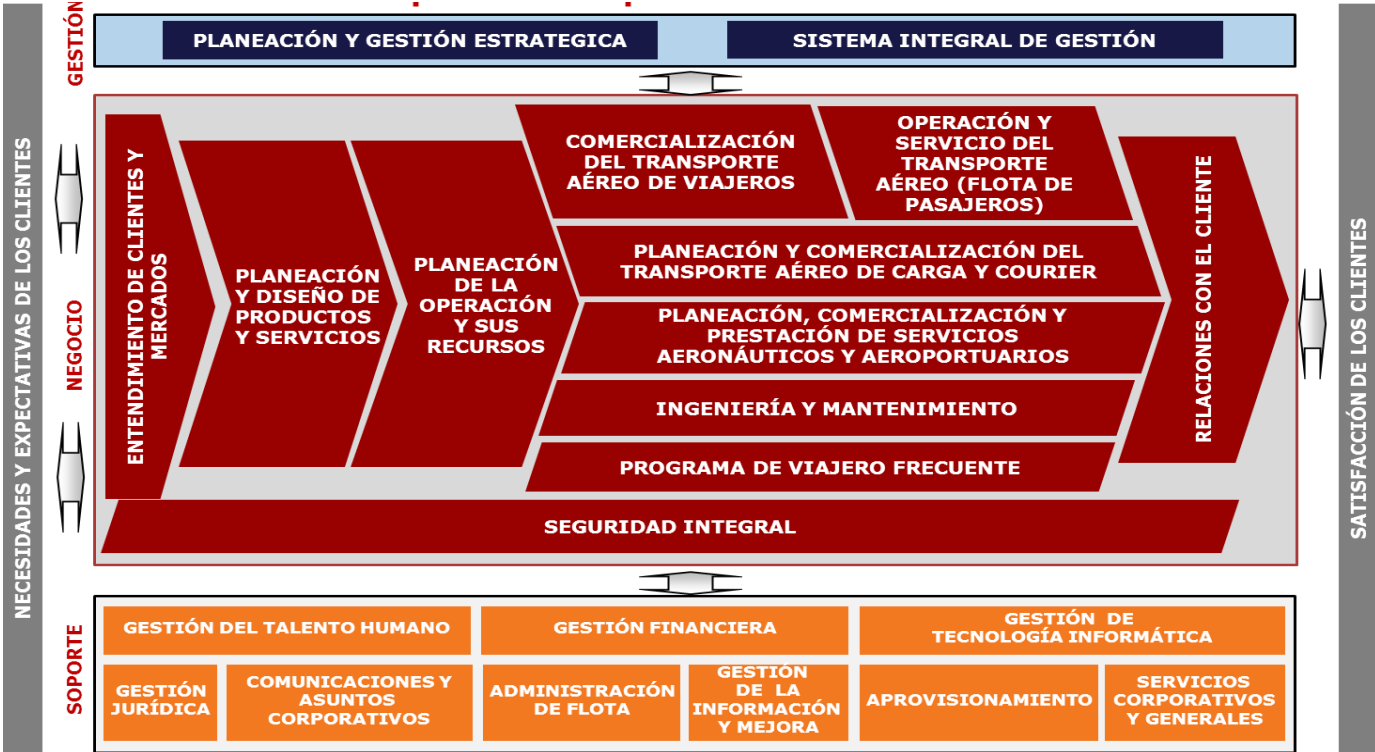 GESTIÓN
PLANEACIÓN Y GESTIÓN ESTRATEGICA
SISTEMA INTEGRAL DE GESTIÓN
NECESIDADES Y EXPECTATIVAS DE LOS CLIENTES
NEGOCIO
ENTENDIMIENTO DE CLIENTES Y
MERCADOS
PLANEACIÓN
Y DISEÑO DE
PRODUCTOS
Y SERVICIOS
PLANEACIÓN
DE LA
OPERACIÓN
Y SUS
RECURSOS
COMERCIALIZACIÓN
DEL TRANSPORTE
AÉREO DE VIAJEROS
OPERACIÓN Y
SERVICIO DEL
TRANSPORTE
AÉREO (FLOTA DE
PASAJEROS)
PLANEACIÓN Y COMERCIALIZACIÓN DEL
TRANSPORTE AÉREO DE CARGA Y COURIER
PLANEACIÓN, COMERCIALIZACIÓN Y
PRESTACIÓN DE SERVICIOS
AERONÁUTICOS Y AEROPORTUARIOS
INGENIERÍA Y MANTENIMIENTO
PROGRAMA DE VIAJERO FRECUENTE
RELACIONES CON EL CLIENTE
SEGURIDAD INTEGRAL
SATISFACCIÓN DE LOS CLIENTES
SOPORTE
GESTIÓN DEL TALENTO HUMANO
GESTIÓN FINANCIERA
GESTIÓN DE
TECNOLOGÍA INFORMÁTICA
GESTIÓN
JURÍDICA
COMUNICACIONES Y
ASUNTOS
CORPORATIVOS
ADMINISTRACIÓN
DE FLOTA
GESTIÓN
DE LA
INFORMACIÓN
Y MEJORA
APROVISIONAMIENTO
SERVICIOS
CORPORATIVOS
Y GENERALES